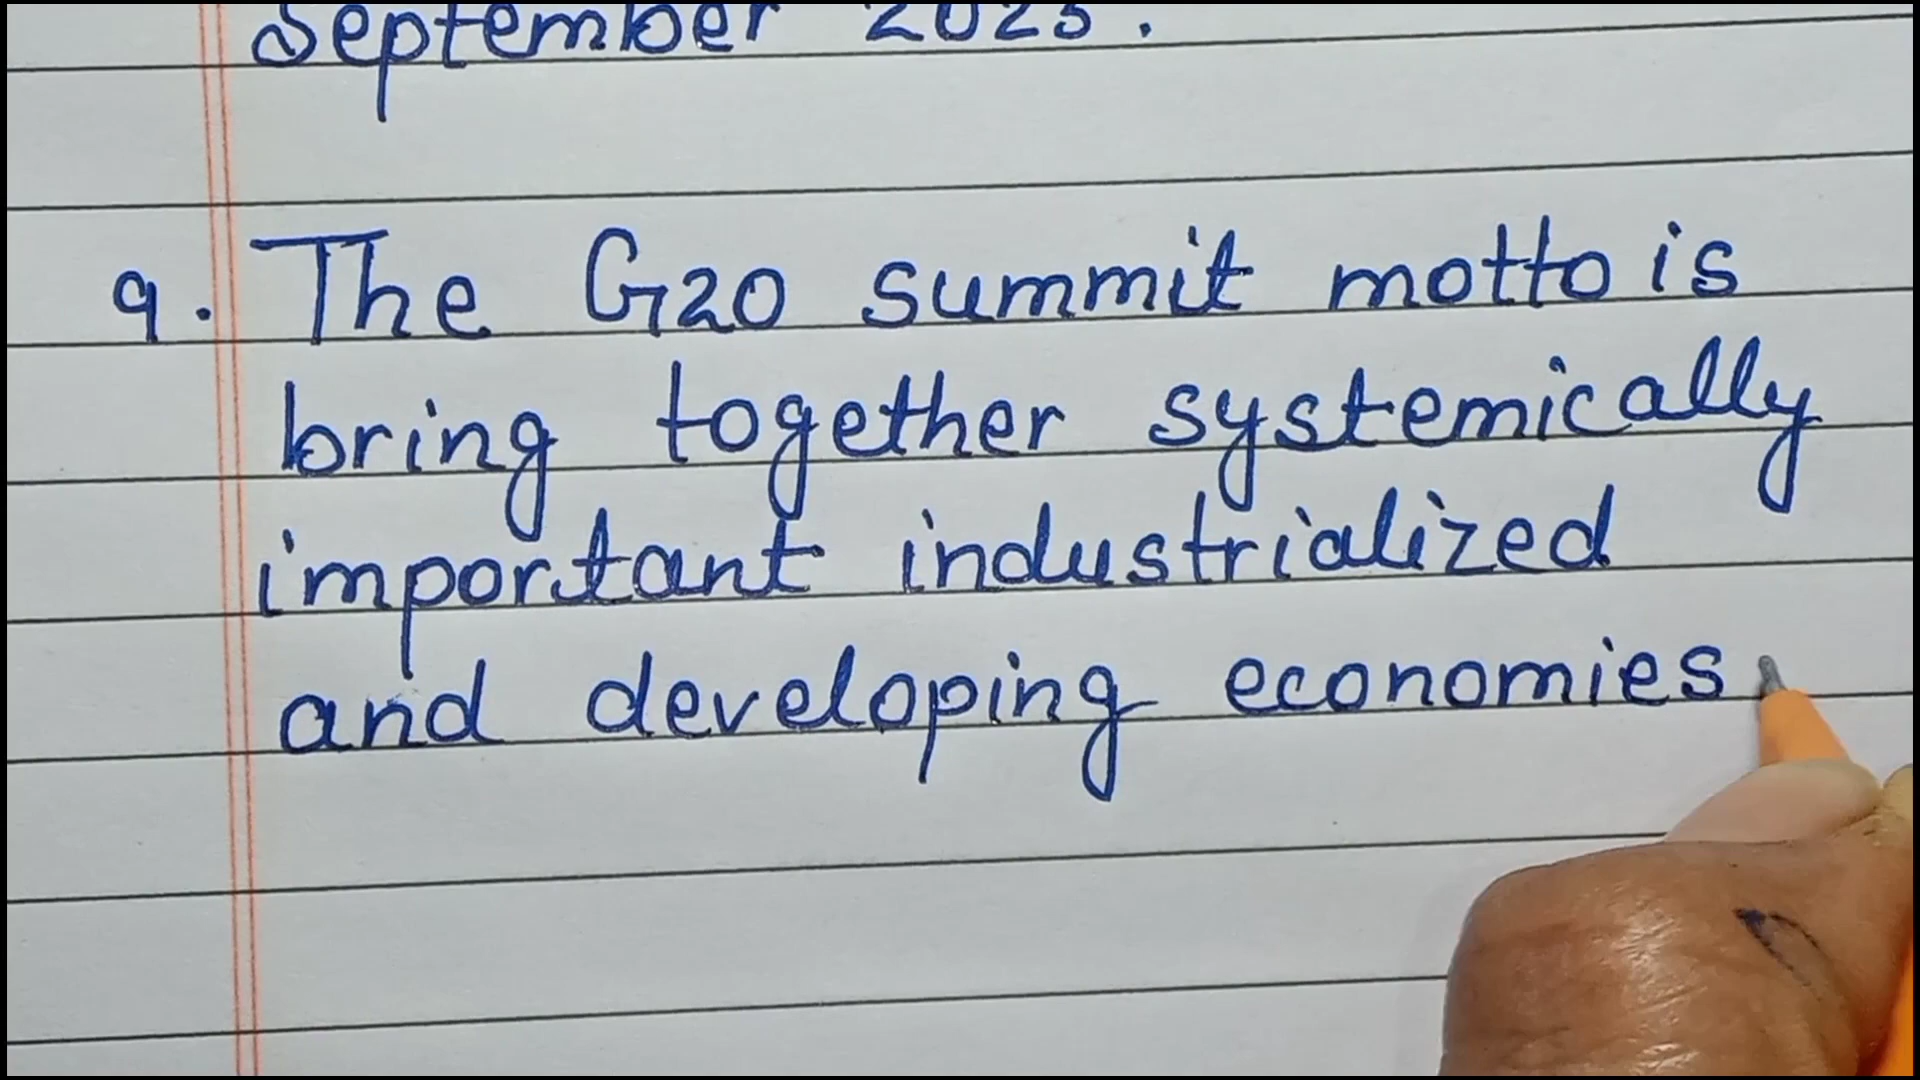 September 2023.
9. The G20 summit motto is
bring together systemically
important industrialized
and developing economies.